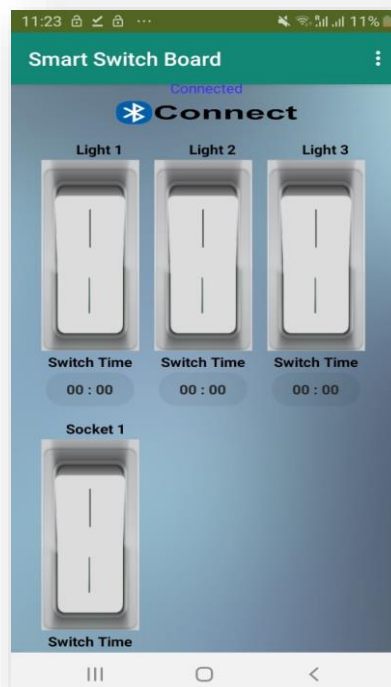 11:23 11%
Smart Switch Board
Connected
Connect
Light 1 Light 2 Light 3
Switch Time Switch Time Switch Time
00 : 00 00 : 00 00 : 00
Socket 1
Switch Time